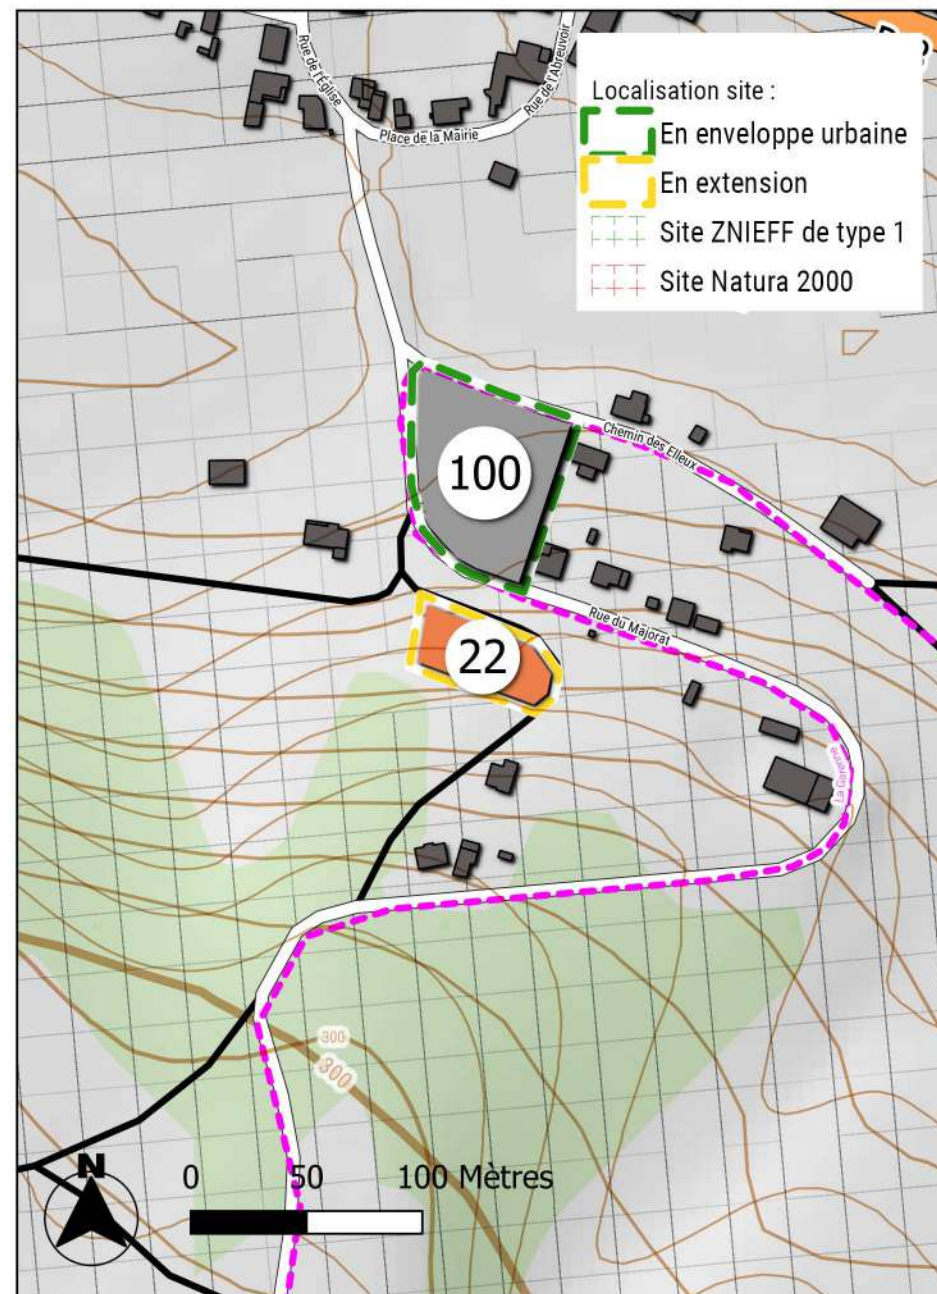 Rue de l'Église
Place de la Mairie
Rue de l'Abreuvoir
Localisation site :
En enveloppe urbaine
En extension
Site ZNIEFF de type 1
Site Natura 2000
100
Chemin des Elleux
Rue du Majorat
22
La Garenne
300
300
N
0 50 100 Mètres